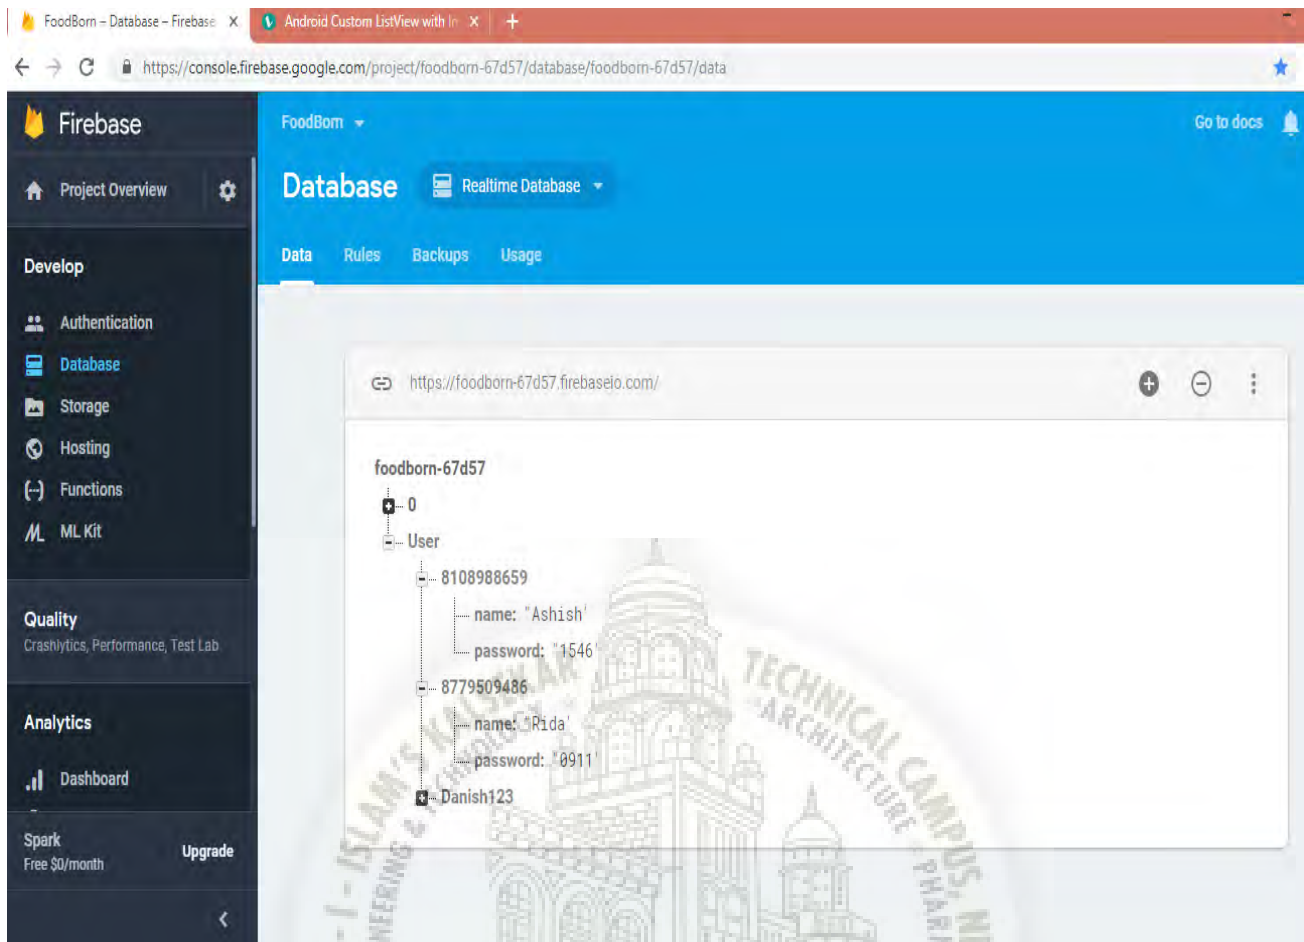 FoodBorn – Database – Firebase X
Android Custom ListView with In X +
https://console.firebase.google.com/project/foodborn-67d57/database/foodborn-67d57/data
Firebase
FoodBorn
Go to docs
Project Overview
Database
Realtime Database
Data Rules Backups Usage
Develop
Authentication
Database
Storage
Hosting
Functions
ML Kit
Quality
Crashlytics, Performance, Test Lab
Analytics
Dashboard
Spark
Free $0/month
Upgrade
https://foodborn-67d57.firebaseio.com/
foodborn-67d57
0
User
8108988659
name: "Ashish"
password: "1546"
8779509486
name: "Rida"
password: "0911"
Danish123
KALSEKAR TECHNICAL CAMPUS,
ARCHITECTURE